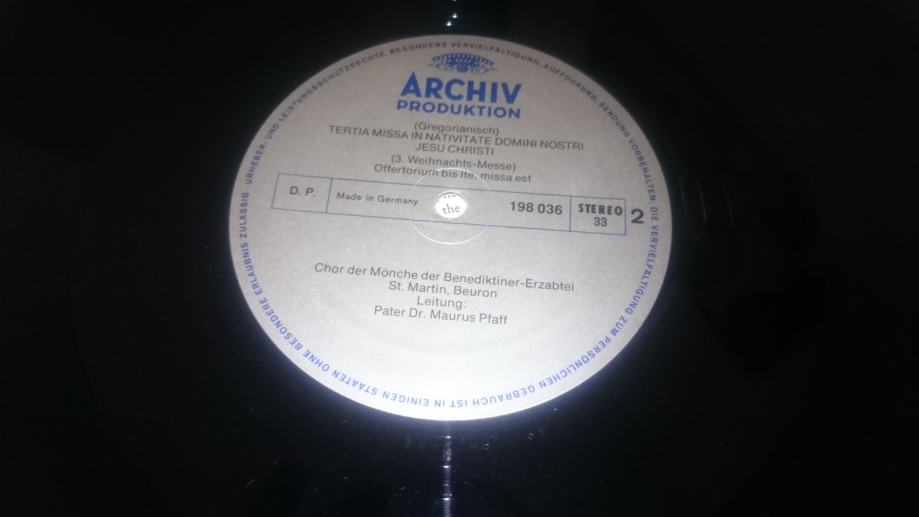 ARCHIV
PRODUKTION
(Gregorianisch)
TERTIA MISSA IN NATIVITATE DOMINI NOSTRI
JESU CHRISTI
(3. Weihnachts-Messe)
Offertorium bis Ite, missa est
D. P.
Made in Germany
the
198 036
STEREO
33
2
Chor der Mönche der Benediktiner-Erzabtei
St. Martin, Beuron
Leitung:
Pater Dr. Maurus Pfaff
URHEBER- UND LEISTUNGSSCHUTZRECHTE, BESONDERS VERVIELFÄLTIGUNG, AUFFÜHRUNG, SENDUNG VORBEHALTEN: DIE VERVIELFÄLTIGUNG ZUM PERSÖNLICHEN GEBRAUCH IST IN EINIGEN STAATEN OHNE BESONDERE ERLAUBNIS ZULÄSSIG